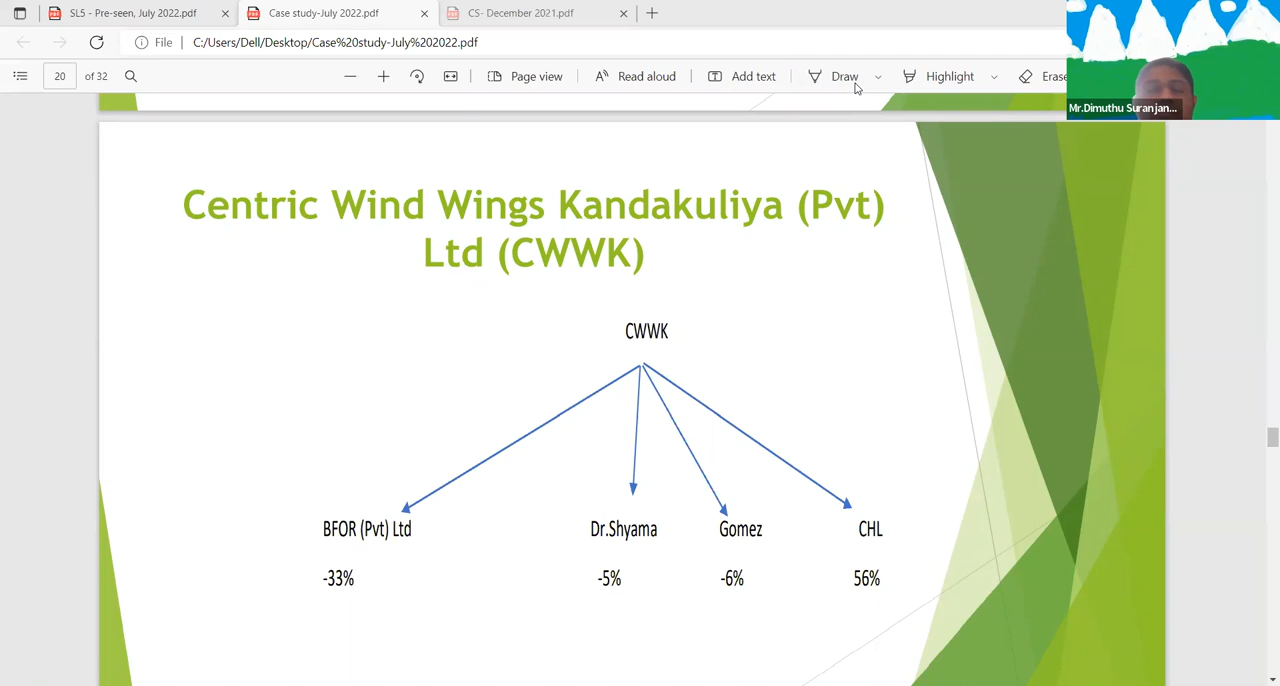 SL5 - Pre-seen, July 2022.pdf
Case study-July 2022.pdf
CS- December 2021.pdf
File
C:/Users/Dell/Desktop/Case%20study-July%202022.pdf
20 of 32
Page view
Read aloud
Add text
Draw
Highlight
Erase
Mr.Dimuthu Suranjan...
Centric Wind Wings Kandakuliya (Pvt)
Ltd (CWWK)
CWWK
BFOR (Pvt) Ltd Dr.Shyama Gomez CHL
-33% -5% -6% 56%